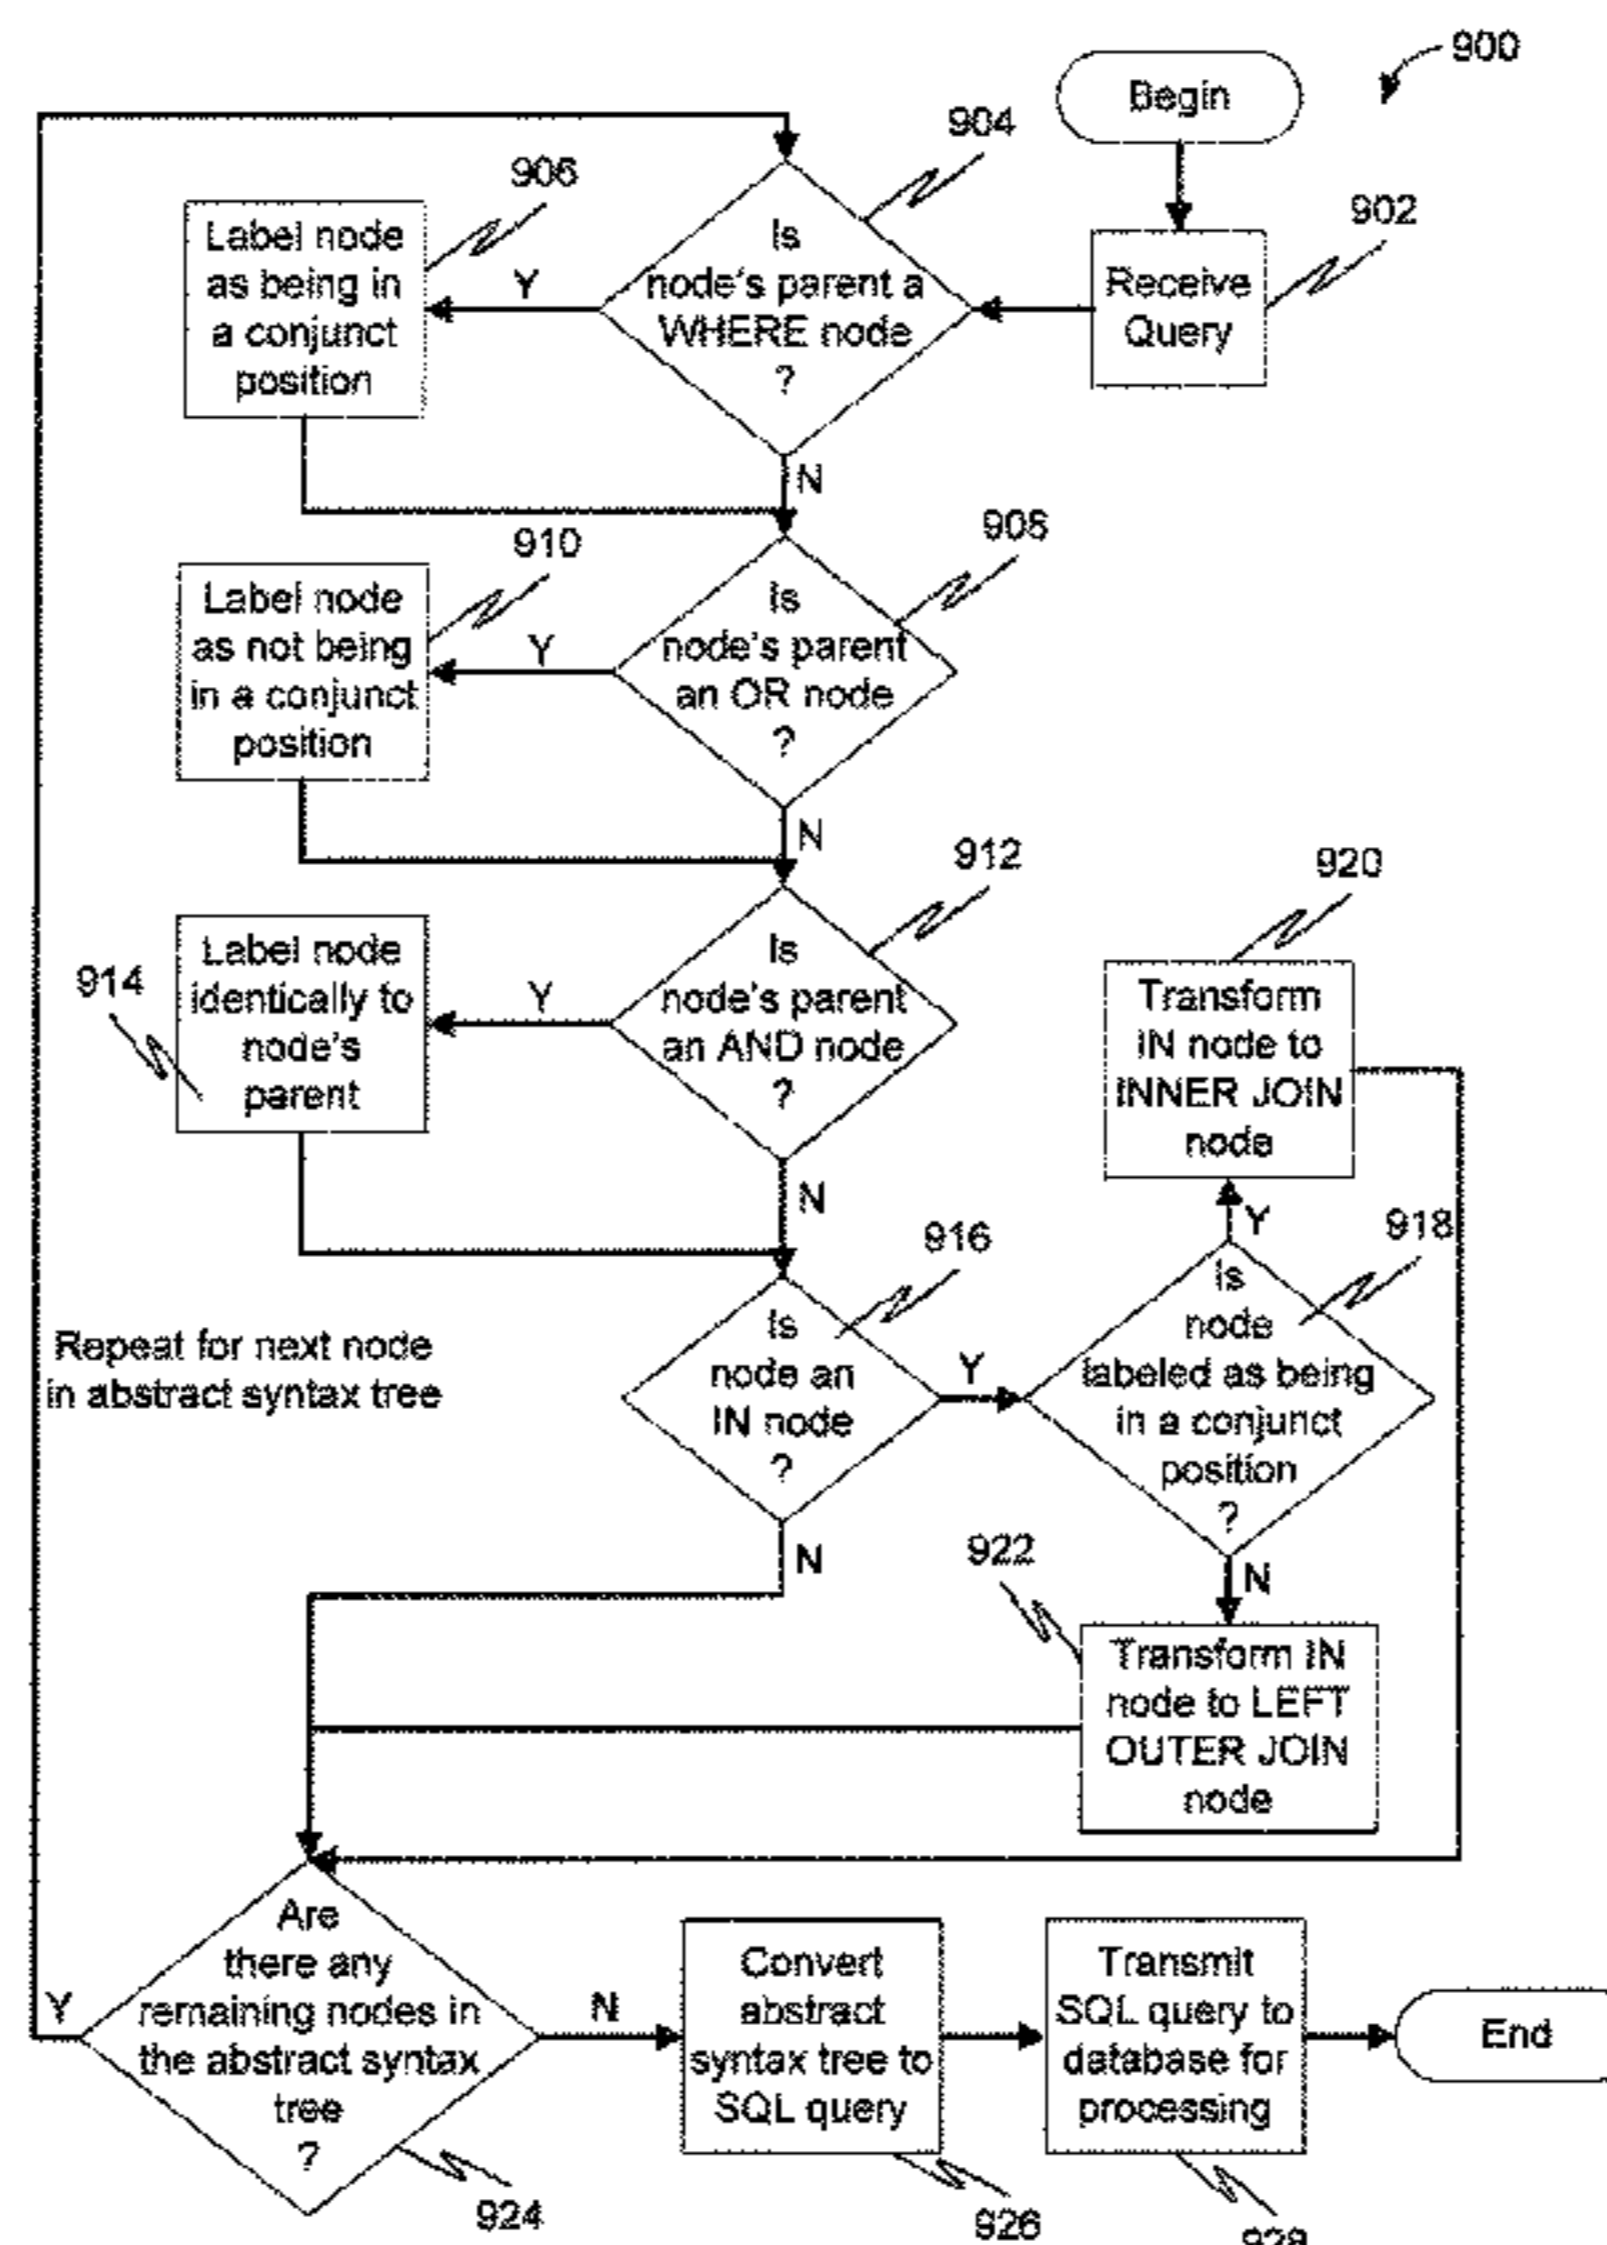 900
Begin
904
906
902
Label node
as being in
a conjunct
position
Y
Is
node's parent a
WHERE node
?
Receive
Query
N
910
908
Label node
as not being
in a conjunct
position
Y
Is
node's parent
an OR node
?
N
912
920
914
Label node
identically to
node's
parent
Y
Is
node's parent
an AND node
?
Transform
IN node to
INNER JOIN
node
N
916
Y
918
Repeat for next node
in abstract syntax tree
Is
node an
IN node
?
Y
Is
node
labeled as being
in a conjunct
position
?
N
922
N
Transform IN
node to LEFT
OUTER JOIN
node
Y
Are
there any
remaining nodes in
the abstract syntax
tree
?
N
Convert
abstract
syntax tree to
SQL query
Transmit
SQL query to
database for
processing
End
924
926
928